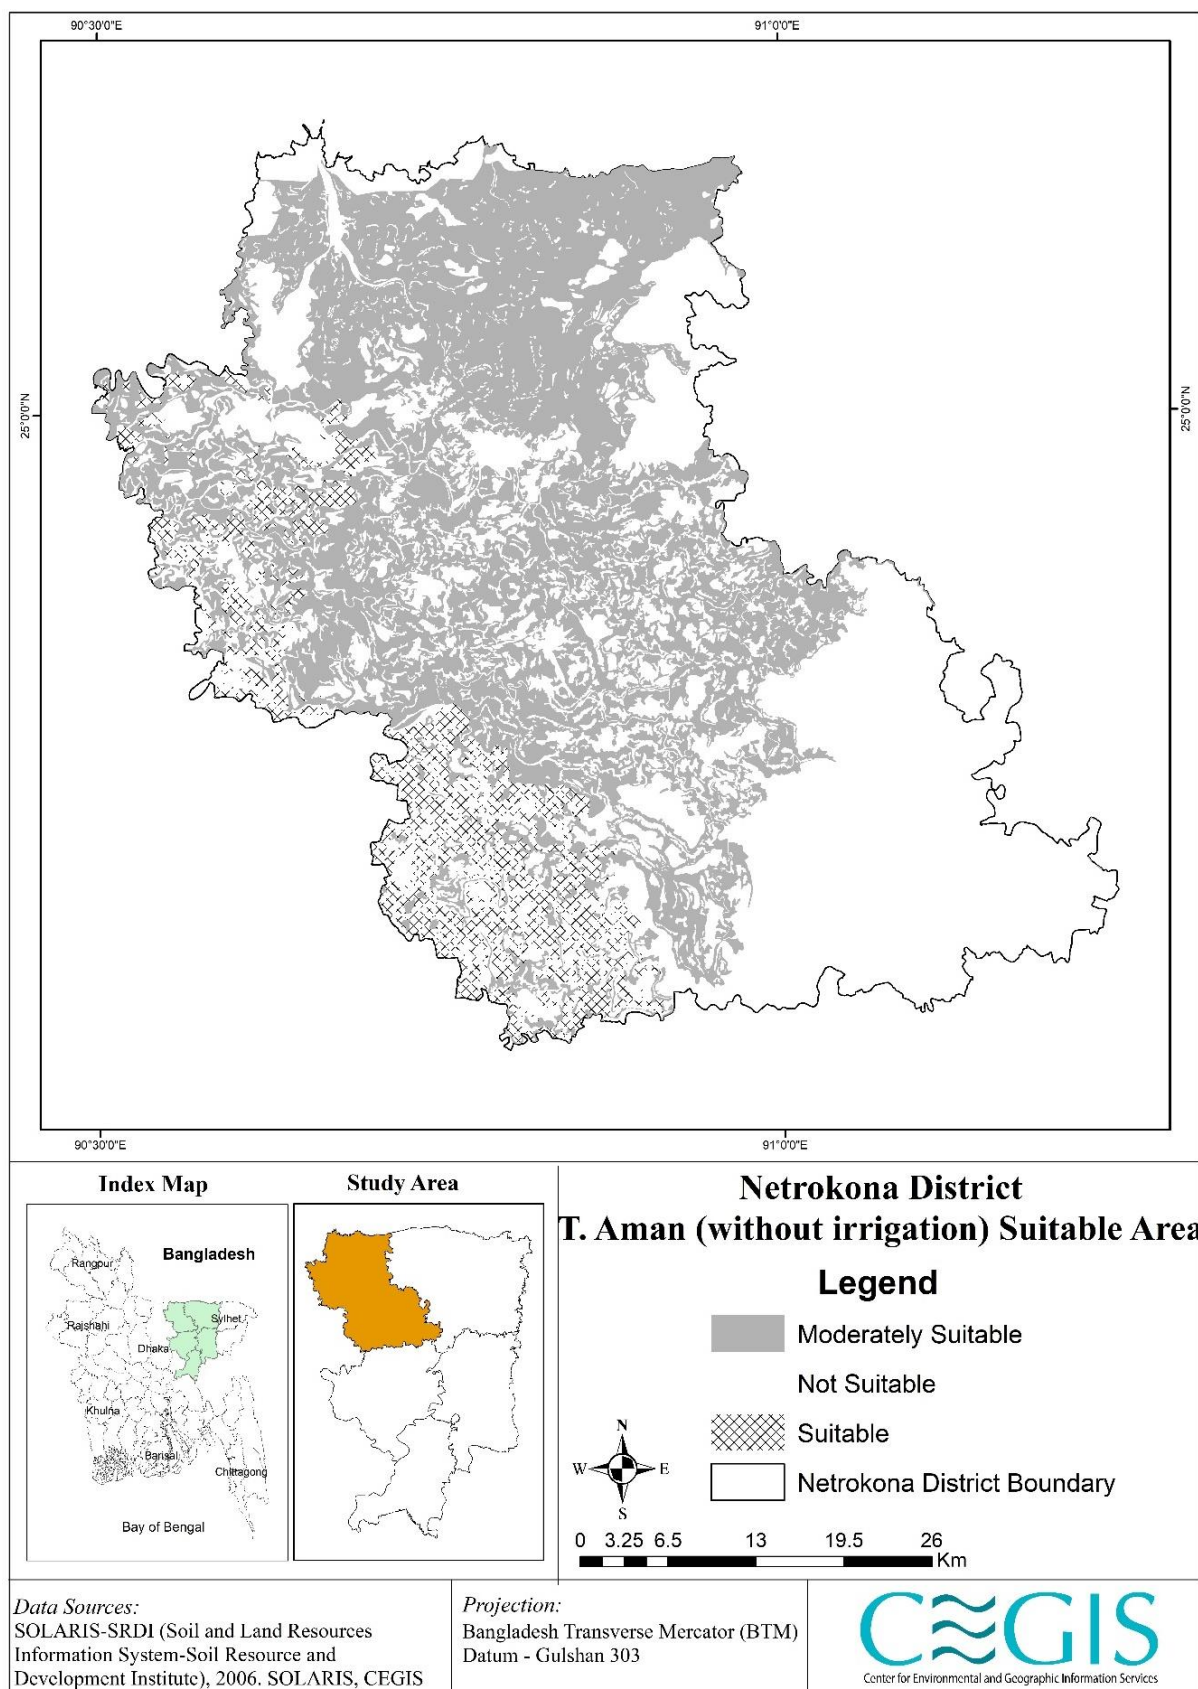 90°30'0"E
91°0'0"E
25°0'0"N
25°0'0"N
90°30'0"E
91°0'0"E
Index Map
Bangladesh
Rangpur
Rajshahi
Sylhet
Dhaka
Khulna
Barisal
Chittagong
Bay of Bengal
Study Area
Netrokona District
T. Aman (without irrigation) Suitable Area
Legend
Moderately Suitable
Not Suitable
Suitable
Netrokona District Boundary
N
W
E
S
0 3.25 6.5 13 19.5 26
Km
Data Sources:
SOLARIS-SRDI (Soil and Land Resources
Information System-Soil Resource and
Development Institute), 2006. SOLARIS, CEGIS
Projection:
Bangladesh Transverse Mercator (BTM)
Datum - Gulshan 303
CEGIS
Center for Environmental and Geographic Information Services